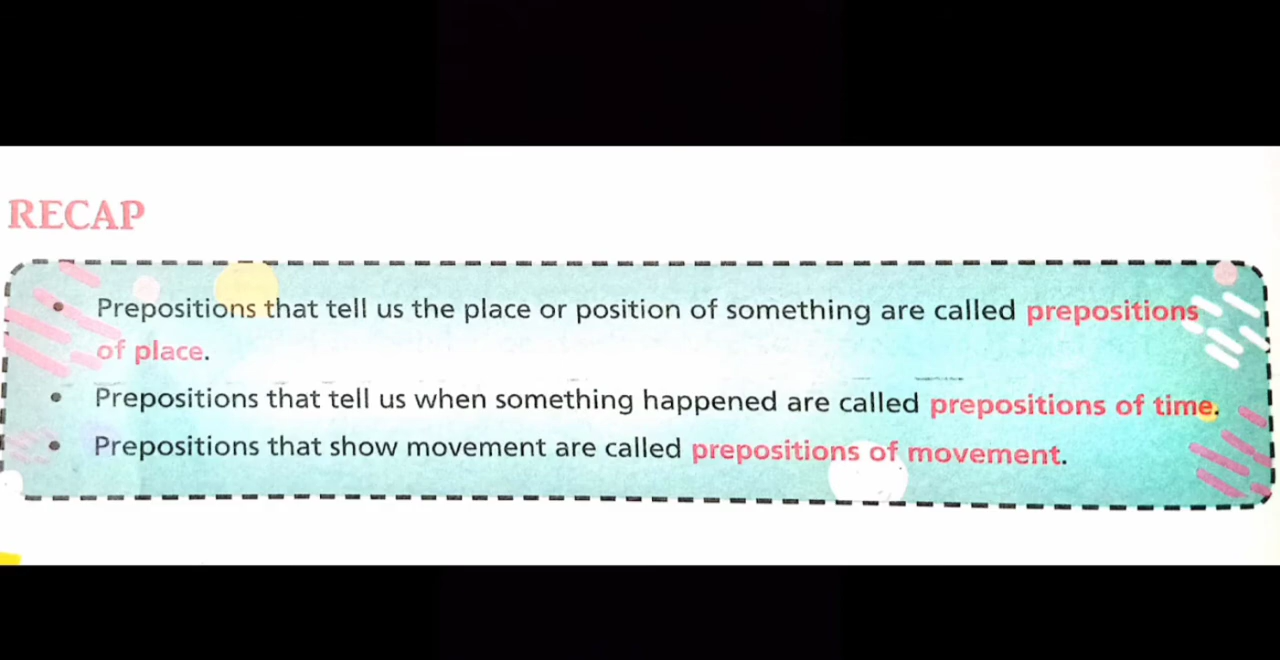 RECAP
• Prepositions that tell us the place or position of something are called prepositions
of place.
• Prepositions that tell us when something happened are called prepositions of time.
• Prepositions that show movement are called prepositions of movement.